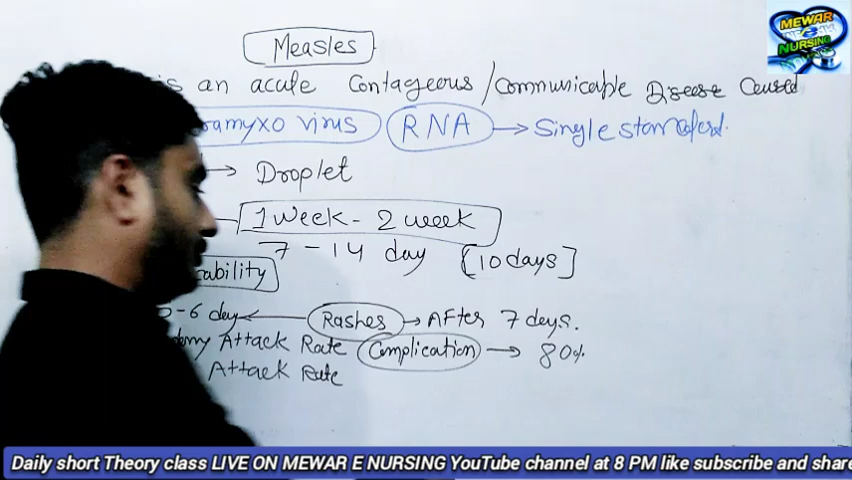 MEWAR
e
NURSING
Measles
is an acute Contageous / Communicable Disease Caused
ramyxo virus RNA → Single
→ Droplet
1 week - 2 week
7 - 14 day [10 days]
ability
- 6 day ← Rashes → After 7 days.
Attack Rate Complication → 80%
Attack Rate
Daily short Theory class LIVE ON MEWAR E NURSING YouTube channel at 8 PM like subscribe and share